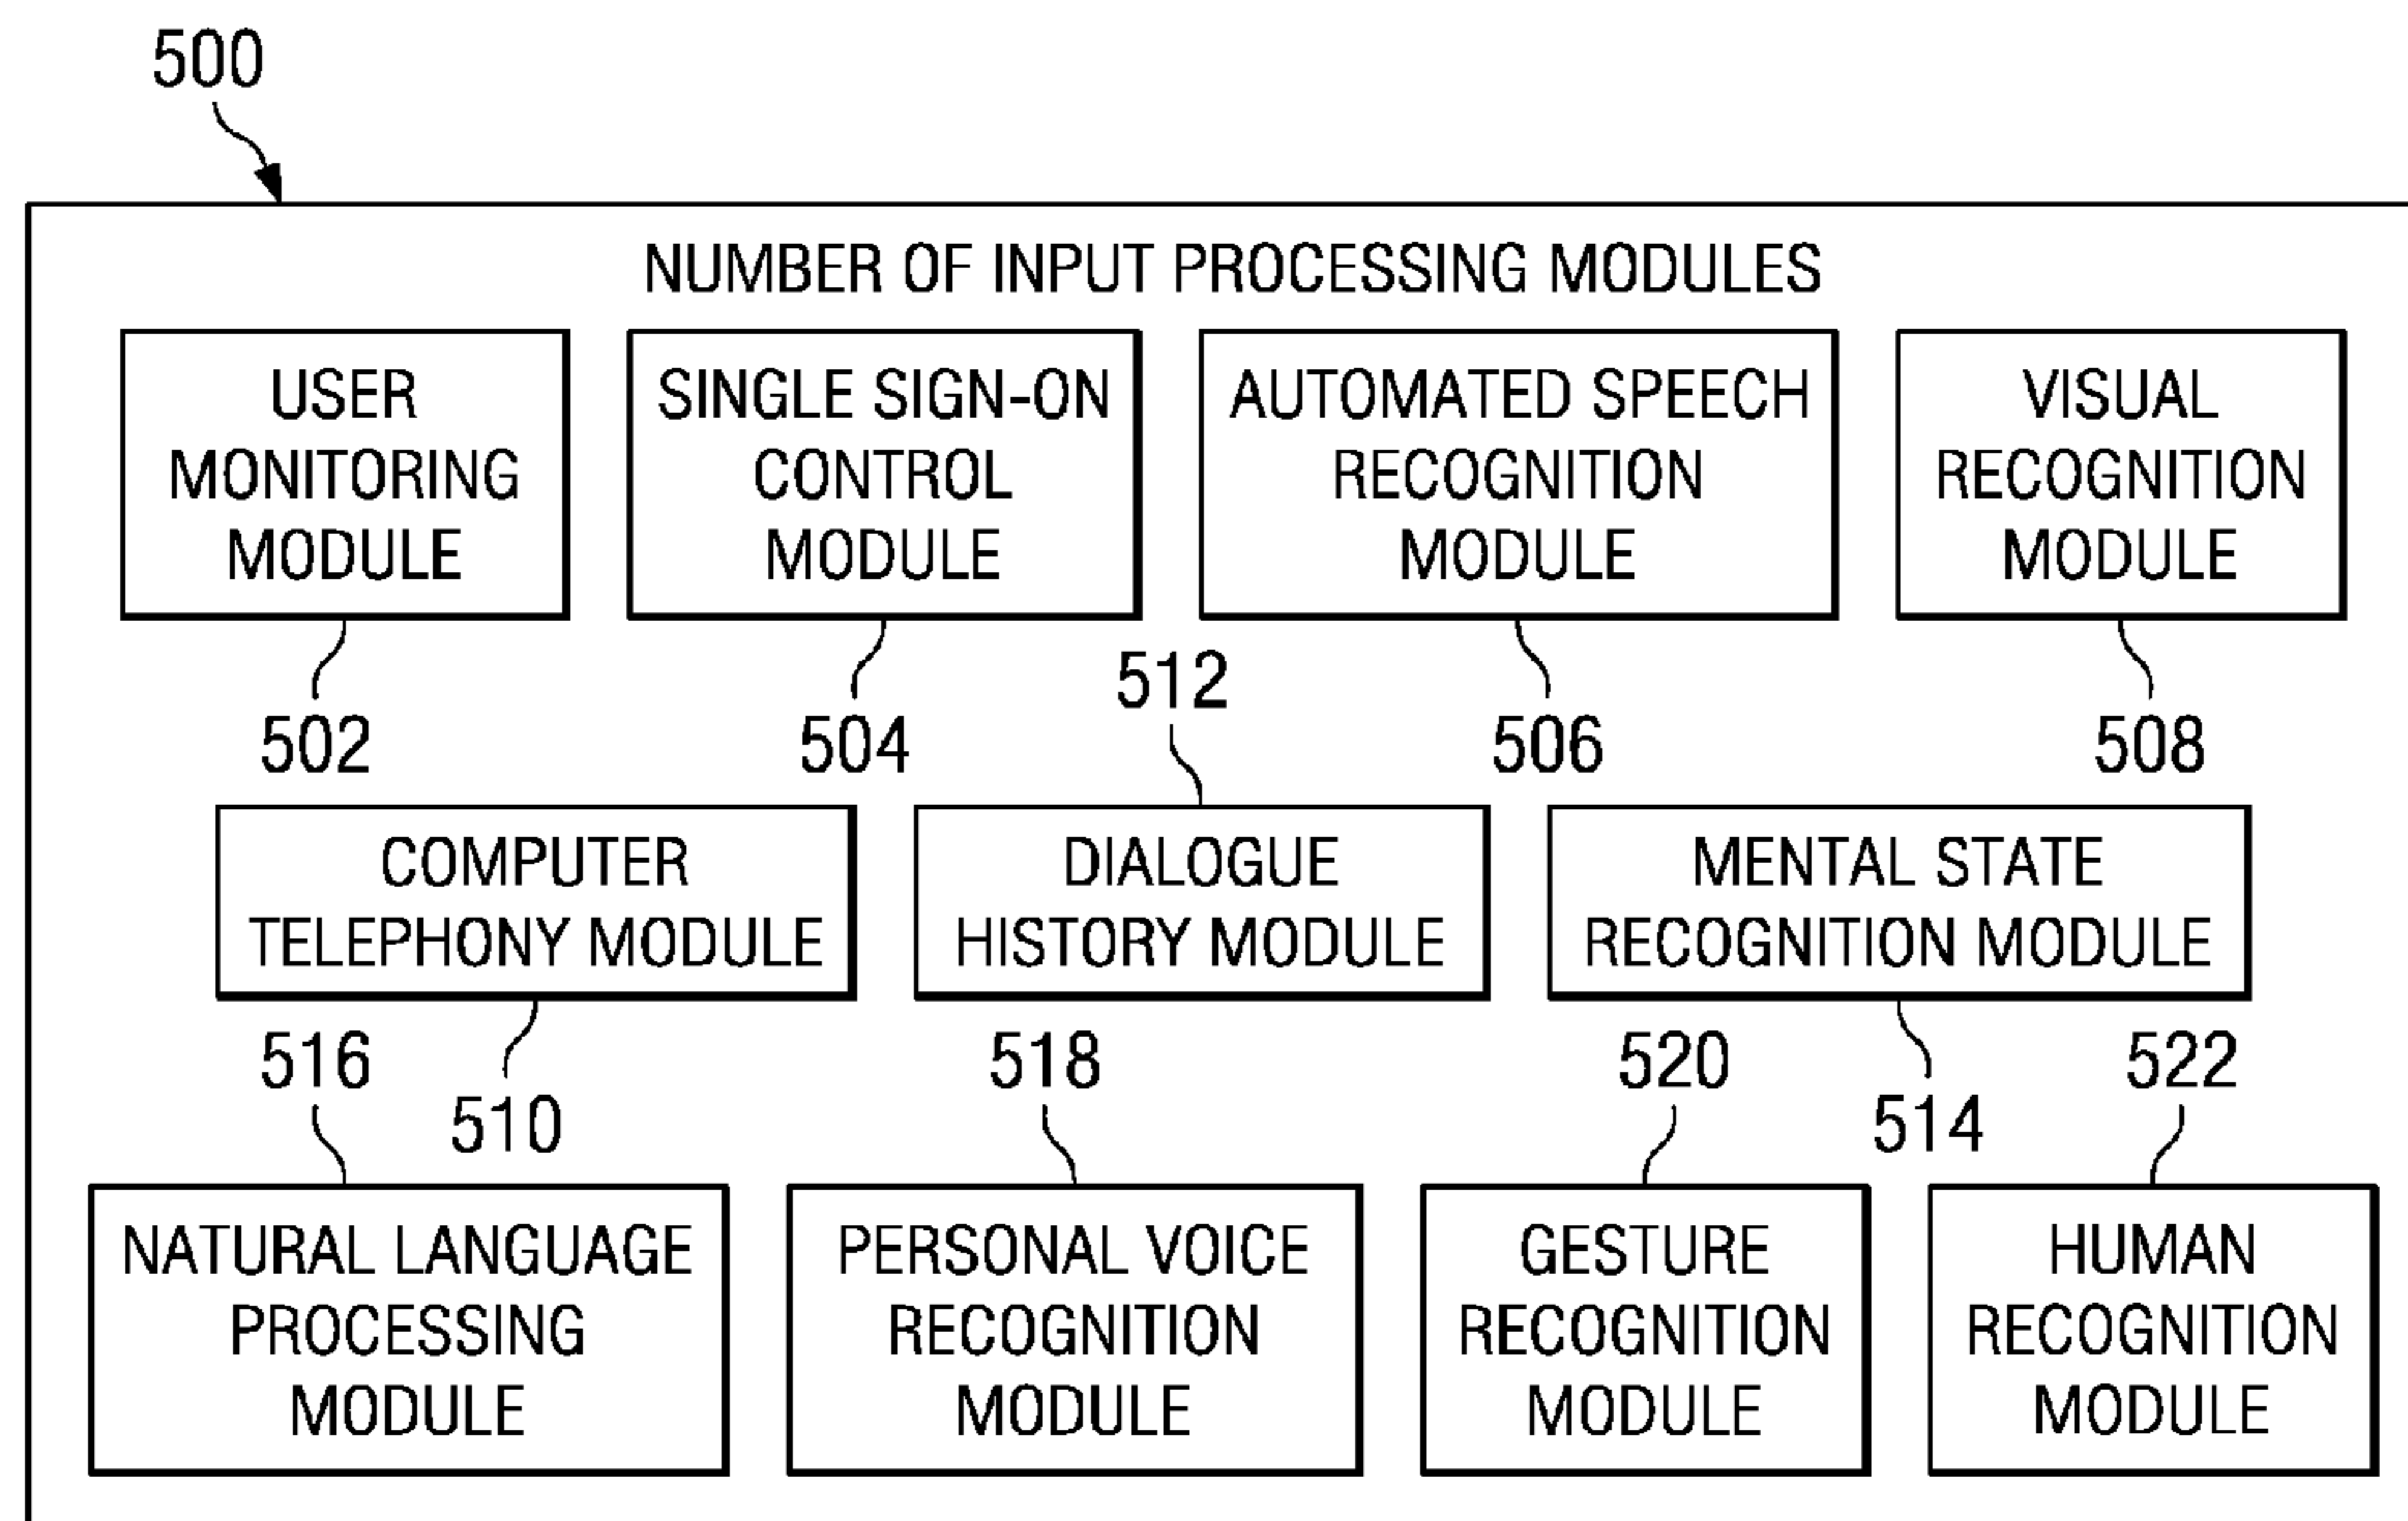 500
NUMBER OF INPUT PROCESSING MODULES
USER
MONITORING
MODULE
502
SINGLE SIGN-ON
CONTROL
MODULE
504
AUTOMATED SPEECH
RECOGNITION
MODULE
506
VISUAL
RECOGNITION
MODULE
508
COMPUTER
TELEPHONY MODULE
510
512
DIALOGUE
HISTORY MODULE
MENTAL STATE
RECOGNITION MODULE
514
516
NATURAL LANGUAGE
PROCESSING
MODULE
518
PERSONAL VOICE
RECOGNITION
MODULE
520
GESTURE
RECOGNITION
MODULE
522
HUMAN
RECOGNITION
MODULE